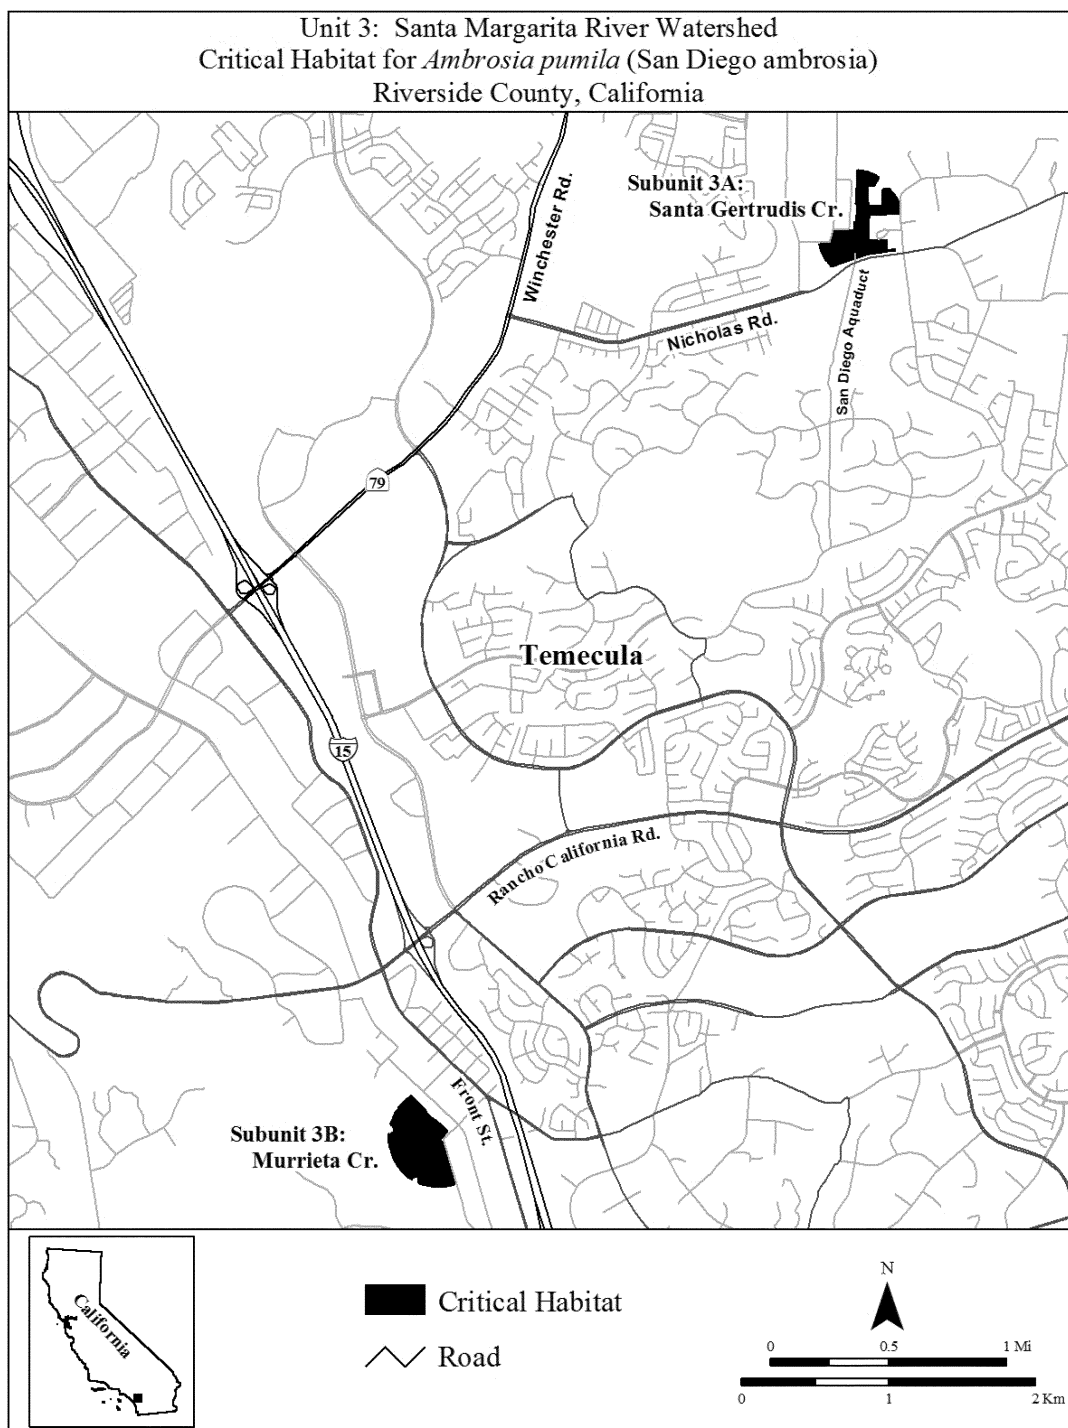 Unit 3: Santa Margarita River Watershed
Critical Habitat for Ambrosia pumila (San Diego ambrosia)
Riverside County, California
Subunit 3A:
Santa Gertrudis Cr.
Winchester Rd.
Nicholas Rd.
San Diego Aquaduct
79
Temecula
15
Rancho California Rd.
Front St.
Subunit 3B:
Murrieta Cr.
California
Critical Habitat
Road
N
0 0.5 1 Mi
0 1 2 Km